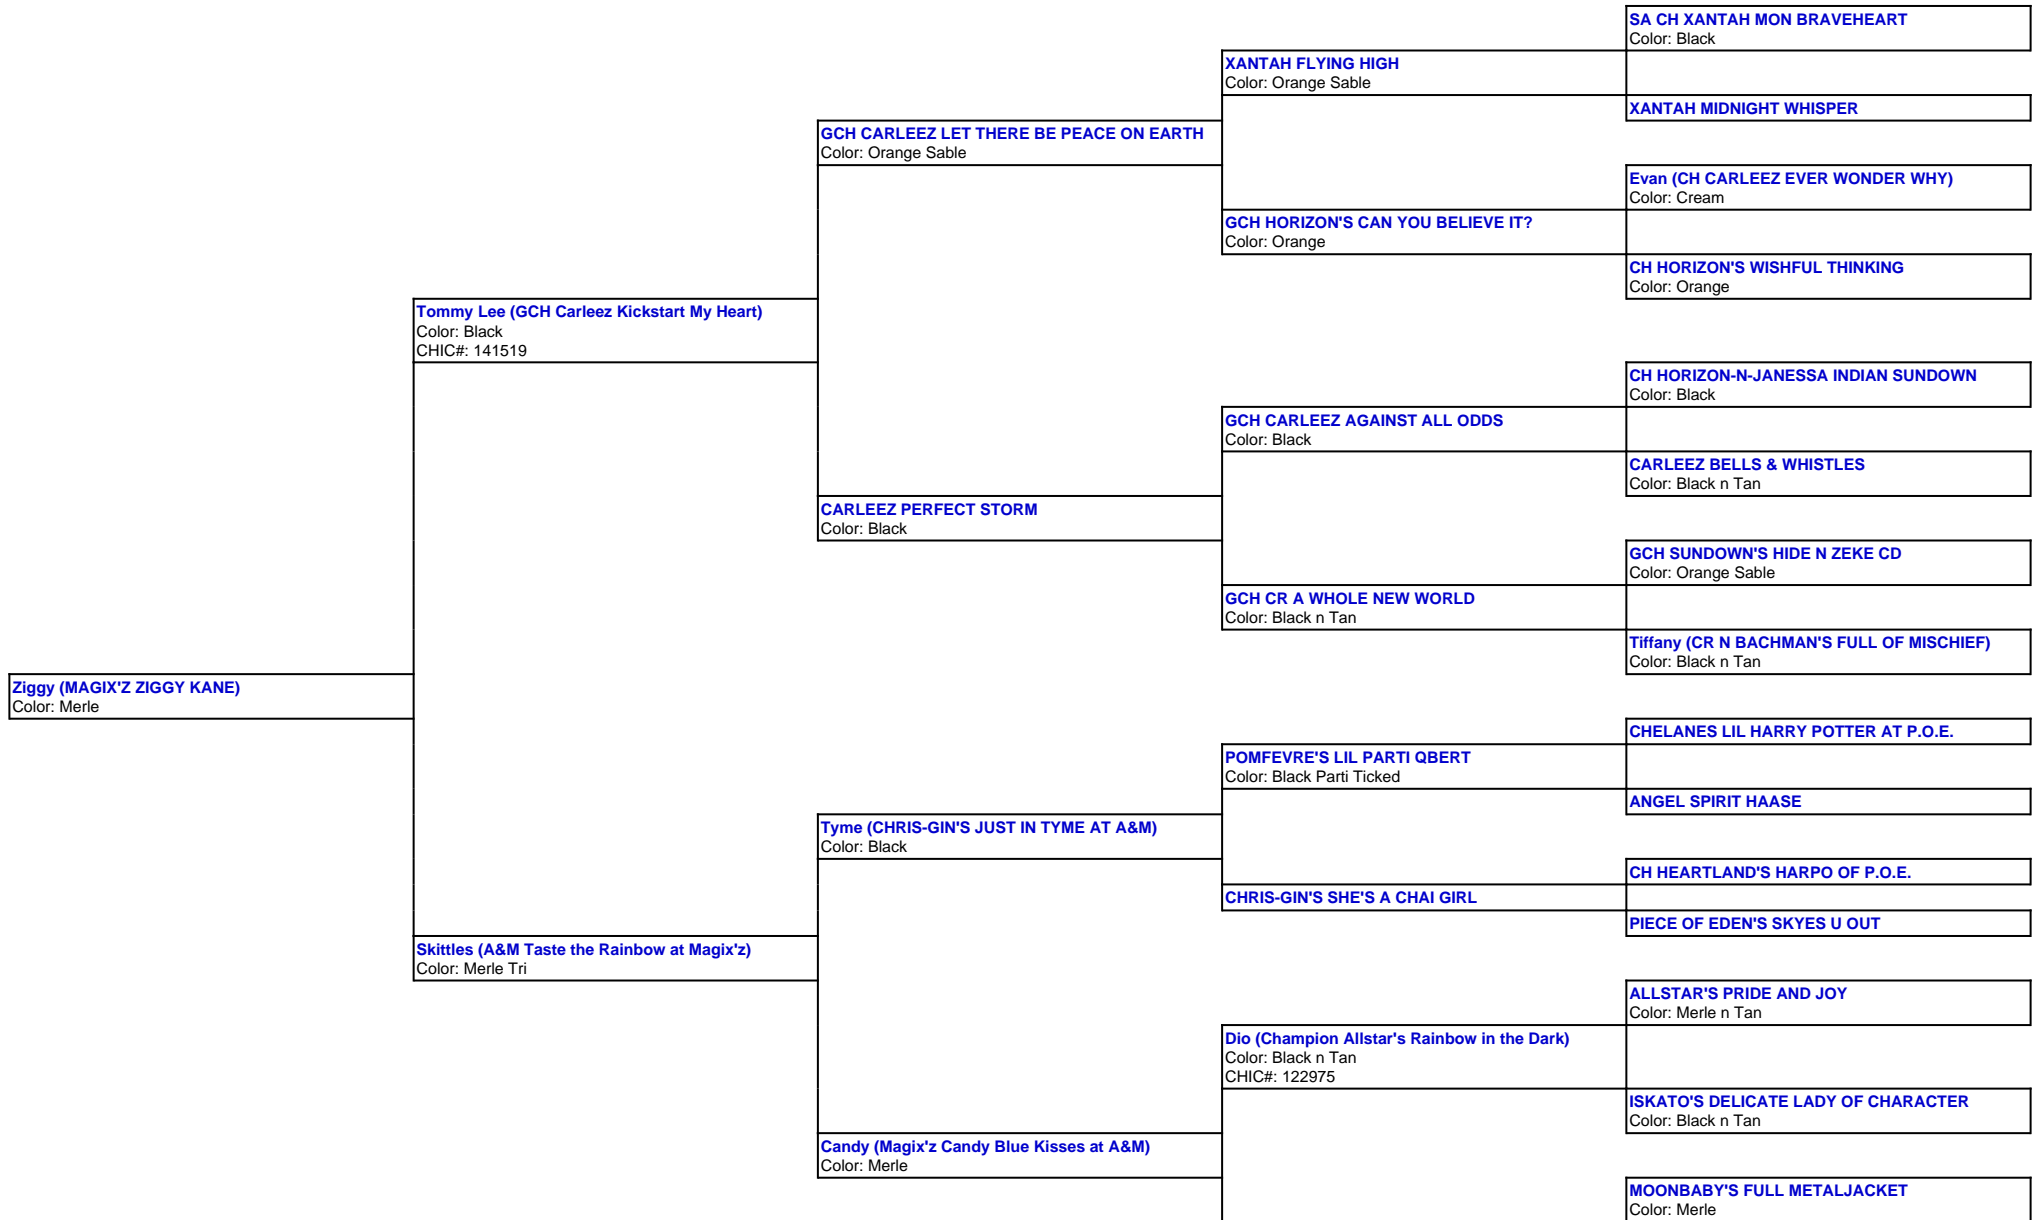 SA CH XANTAH MON BRAVEHEART
Color: Black
XANTAH FLYING HIGH
Color: Orange Sable
XANTAH MIDNIGHT WHISPER
GCH CARLEEZ LET THERE BE PEACE ON EARTH
Color: Orange Sable
Evan (CH CARLEEZ EVER WONDER WHY)
Color: Cream
GCH HORIZON'S CAN YOU BELIEVE IT?
Color: Orange
CH HORIZON'S WISHFUL THINKING
Color: Orange
Tommy Lee (GCH Carleez Kickstart My Heart)
Color: Black
CHIC#: 141519
CH HORIZON-N-JANESSA INDIAN SUNDOWN
Color: Black
GCH CARLEEZ AGAINST ALL ODDS
Color: Black
CARLEEZ BELLS & WHISTLES
Color: Black n Tan
CARLEEZ PERFECT STORM
Color: Black
GCH SUNDOWN'S HIDE N ZEKE CD
Color: Orange Sable
GCH CR A WHOLE NEW WORLD
Color: Black n Tan
Tiffany (CR N BACHMAN'S FULL OF MISCHIEF)
Color: Black n Tan
Ziggy (MAGIX'Z ZIGGY KANE)
Color: Merle
CHELANES LIL HARRY POTTER AT P.O.E.
POMFEVRE'S LIL PARTI QBERT
Color: Black Parti Ticked
ANGEL SPIRIT HAASE
Tyme (CHRIS-GIN'S JUST IN TYME AT A&M)
Color: Black
CH HEARTLAND'S HARPO OF P.O.E.
CHRIS-GIN'S SHE'S A CHAI GIRL
PIECE OF EDEN'S SKYES U OUT
Skittles (A&M Taste the Rainbow at Magix'z)
Color: Merle Tri
ALLSTAR'S PRIDE AND JOY
Color: Merle n Tan
Dio (Champion Allstar's Rainbow in the Dark)
Color: Black n Tan
CHIC#: 122975
ISKATO'S DELICATE LADY OF CHARACTER
Color: Black n Tan
Candy (Magix'z Candy Blue Kisses at A&M)
Color: Merle
MOONBABY'S FULL METALJACKET
Color: Merle